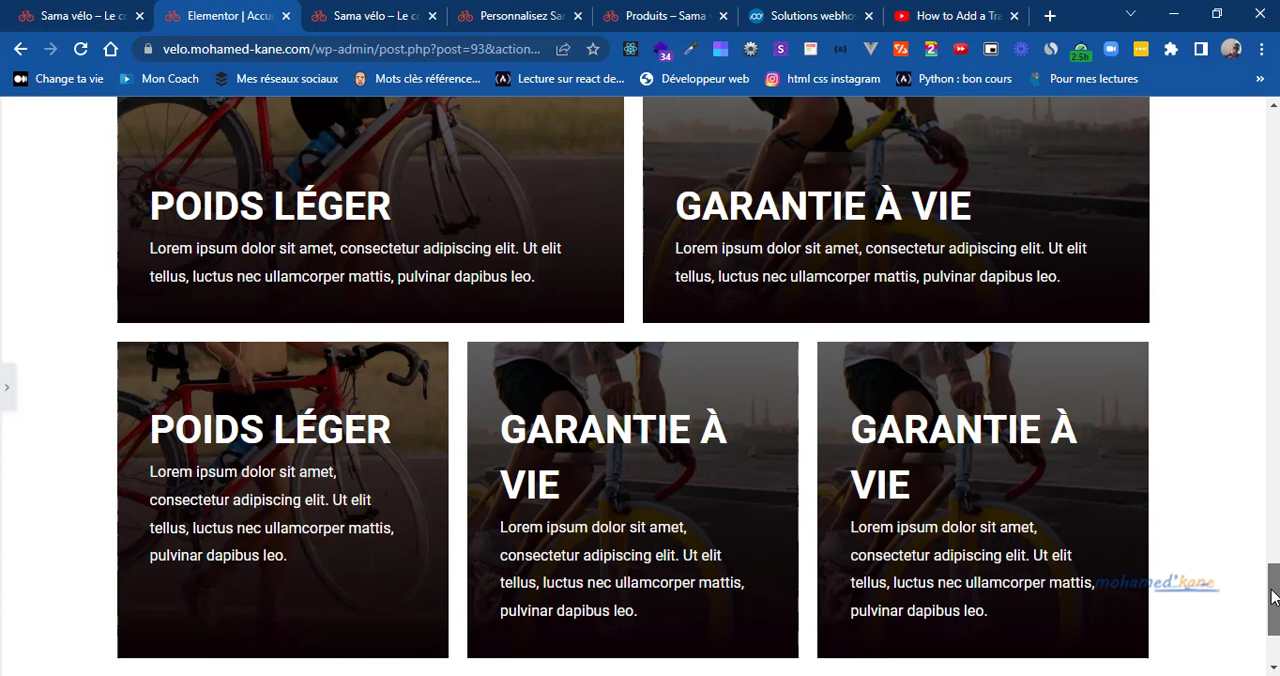 Sama vélo – Le c
Elementor | Accu
Sama vélo – Le c
Personnalisez Sa
Produits – Sama
Solutions webhos
How to Add a Tra
velo.mohamed-kane.com/wp-admin/post.php?post=93&action...
34
2.5h
Change ta vie
Mon Coach
Mes réseaux sociaux
Mots clès référence...
Lecture sur react de...
Développeur web
html css instagram
Python : bon cours
Pour mes lectures
POIDS LÉGER
Lorem ipsum dolor sit amet, consectetur adipiscing elit. Ut elit
tellus, luctus nec ullamcorper mattis, pulvinar dapibus leo.
GARANTIE À VIE
Lorem ipsum dolor sit amet, consectetur adipiscing elit. Ut elit
tellus, luctus nec ullamcorper mattis, pulvinar dapibus leo.
POIDS LÉGER
Lorem ipsum dolor sit amet,
consectetur adipiscing elit. Ut elit
tellus, luctus nec ullamcorper mattis,
pulvinar dapibus leo.
GARANTIE À
VIE
Lorem ipsum dolor sit amet,
consectetur adipiscing elit. Ut elit
tellus, luctus nec ullamcorper mattis,
pulvinar dapibus leo.
GARANTIE À
VIE
Lorem ipsum dolor sit amet,
consectetur adipiscing elit. Ut elit
tellus, luctus nec ullamcorper mattis,
pulvinar dapibus leo.
mohamed'kane